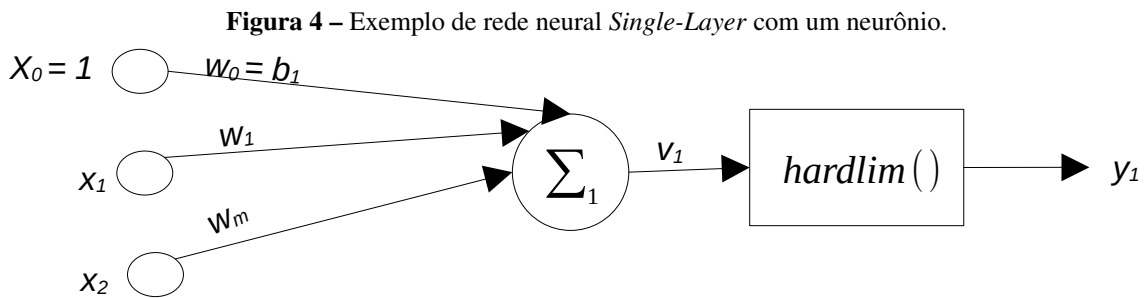 Figura 4 – Exemplo de rede neural Single-Layer com um neurônio.
X₀ = 1
w₀ = b₁
w₁
x₁
wₘ
x₂
∑₁
v₁
hardlim()
y₁